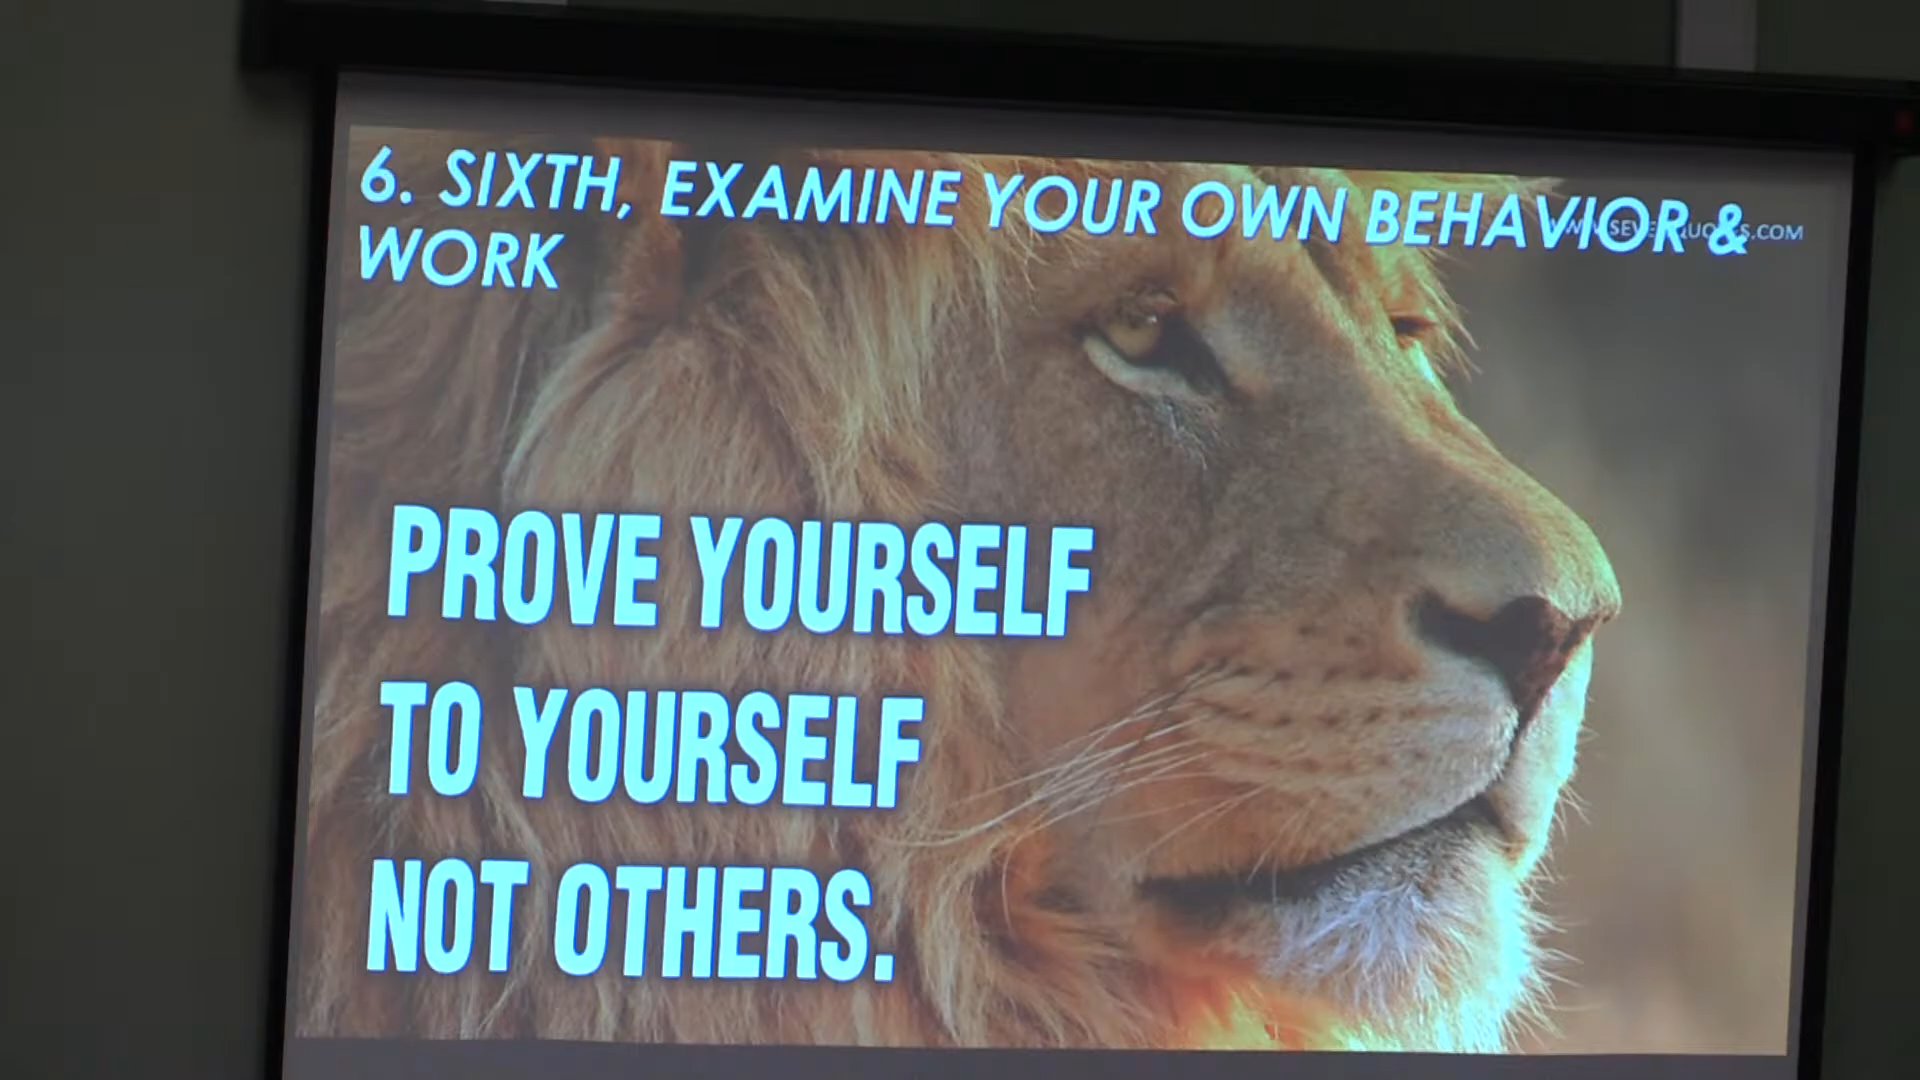 6. SIXTH, EXAMINE YOUR OWN BEHAVIOR &
WORK
PROVE YOURSELF
TO YOURSELF
NOT OTHERS.